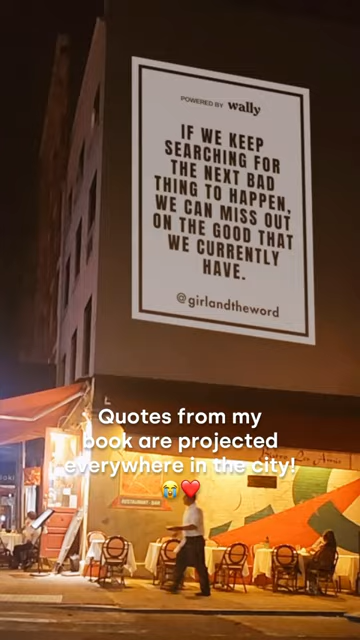 POWERED BY wally
IF WE KEEP
SEARCHING FOR
THE NEXT BAD
THING TO HAPPEN,
WE CAN MISS OUT
ON THE GOOD THAT
WE CURRENTLY
HAVE.
@girlandtheword
Quotes from my
book are projected
everywhere in the city!
😭❤️
RESTAURANT - BAR